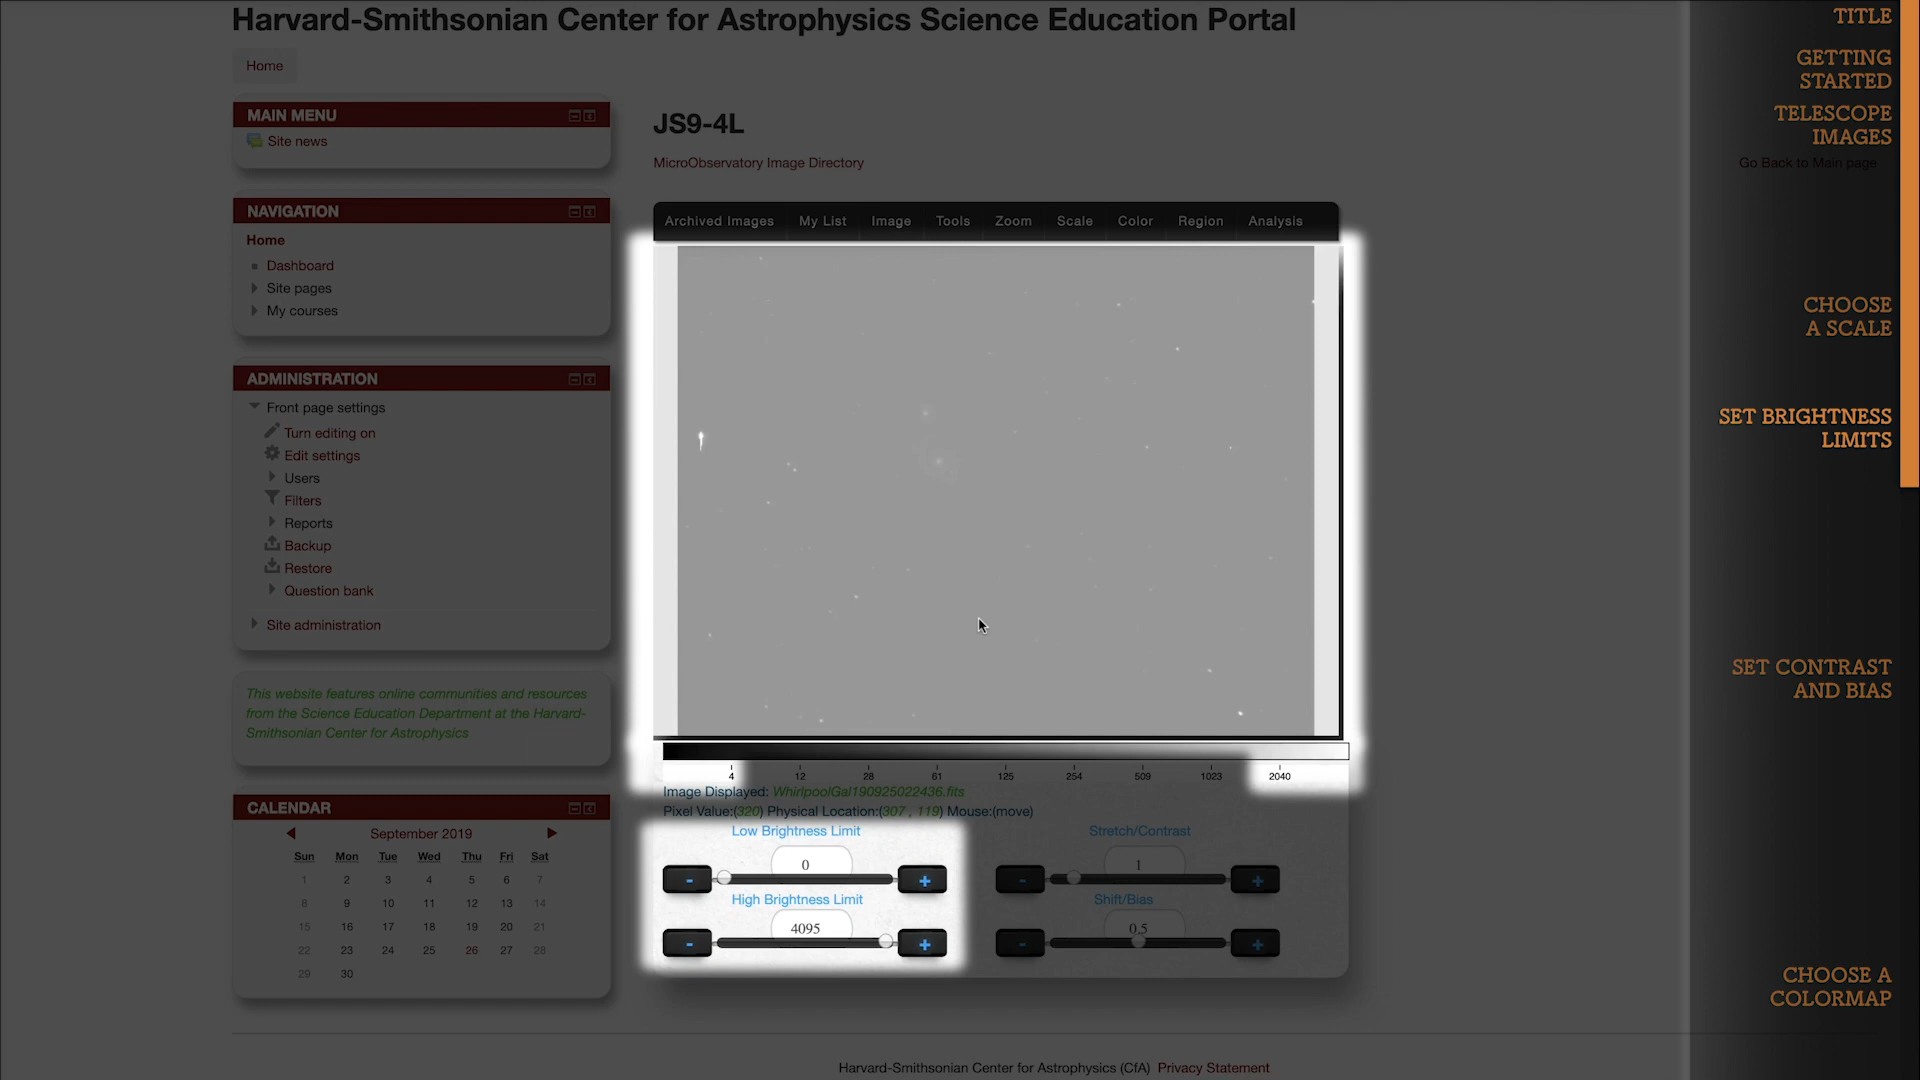 Harvard-Smithsonian Center for Astrophysics Science Education Portal
Home
MAIN MENU
Site news
NAVIGATION
Home
Dashboard
Site pages
My courses
ADMINISTRATION
Front page settings
Turn editing on
Edit settings
Users
Filters
Reports
Backup
Restore
Question bank
Site administration
This website features online communities and resources
from the Science Education Department at the Harvard-
Smithsonian Center for Astrophysics
CALENDAR
September 2019
Sun Mon Tue Wed Thu Fri Sat
1 2 3 4 5 6 7
8 9 10 11 12 13 14
15 16 17 18 19 20 21
22 23 24 25 26 27 28
29 30
JS9-4L
MicroObservatory Image Directory
Archived Images My List Image Tools Zoom Scale Color Region Analysis
4 12 28 61 125 254 509 1023 2040
Image Displayed: WhirlpoolGal190925022436.fits
Pixel Value:(320) Physical Location:(307 , 119) Mouse:(move)
Low Brightness Limit
0
- +
High Brightness Limit
4095
- +
Stretch/Contrast
1
- +
Shift/Bias
0.5
- +
Harvard-Smithsonian Center for Astrophysics (CfA) Privacy Statement
TITLE
GETTING
STARTED
TELESCOPE
IMAGES
Go Back to Main page
CHOOSE
A SCALE
SET BRIGHTNESS
LIMITS
SET CONTRAST
AND BIAS
CHOOSE A
COLORMAP